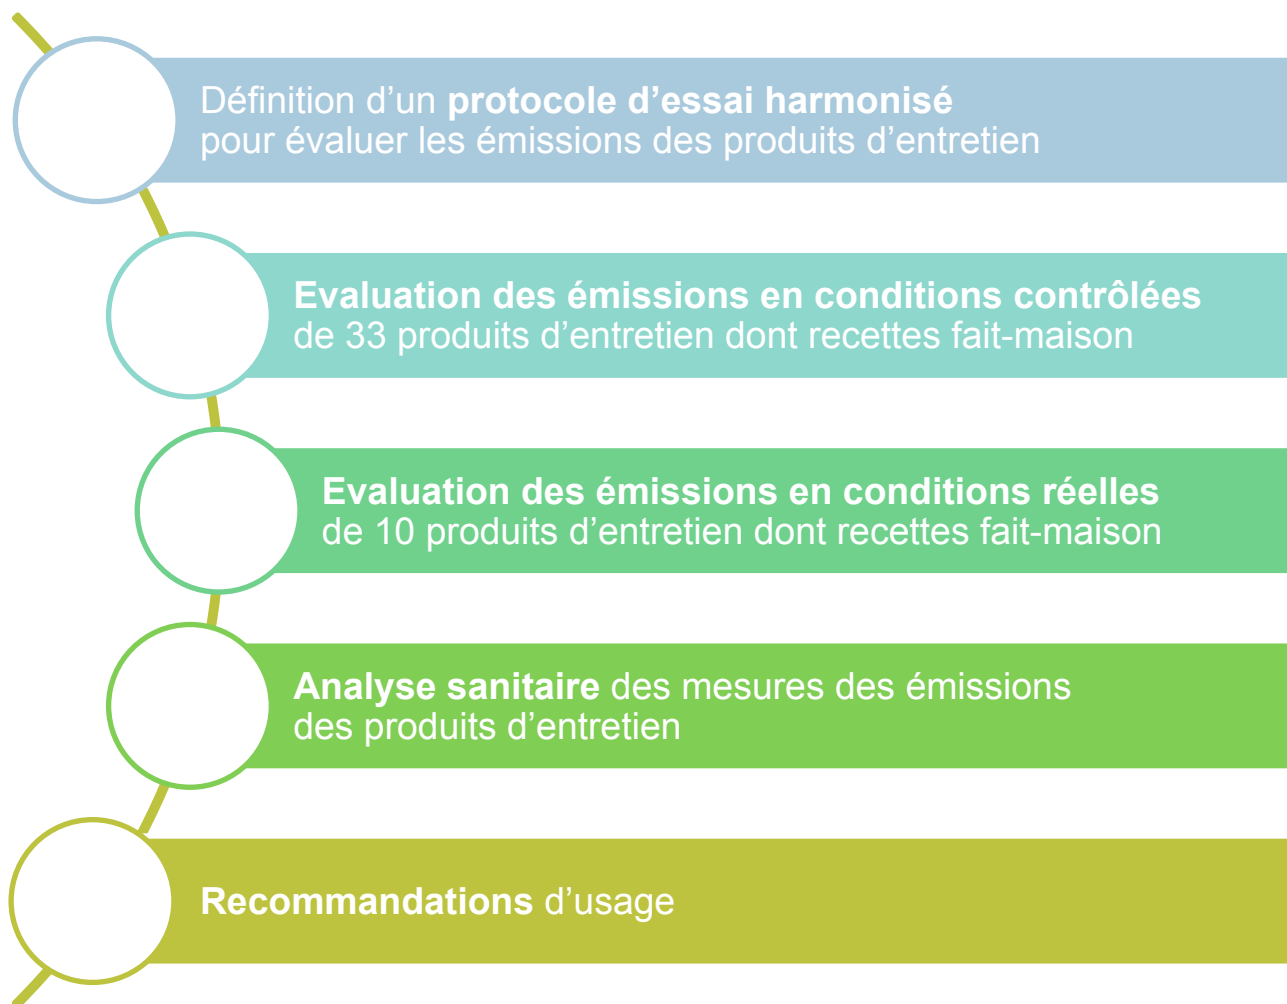 Définition d’un protocole d’essai harmonisé
pour évaluer les émissions des produits d’entretien
Evaluation des émissions en conditions contrôlées
de 33 produits d’entretien dont recettes fait-maison
Evaluation des émissions en conditions réelles
de 10 produits d’entretien dont recettes fait-maison
Analyse sanitaire des mesures des émissions
des produits d’entretien
Recommandations d’usage